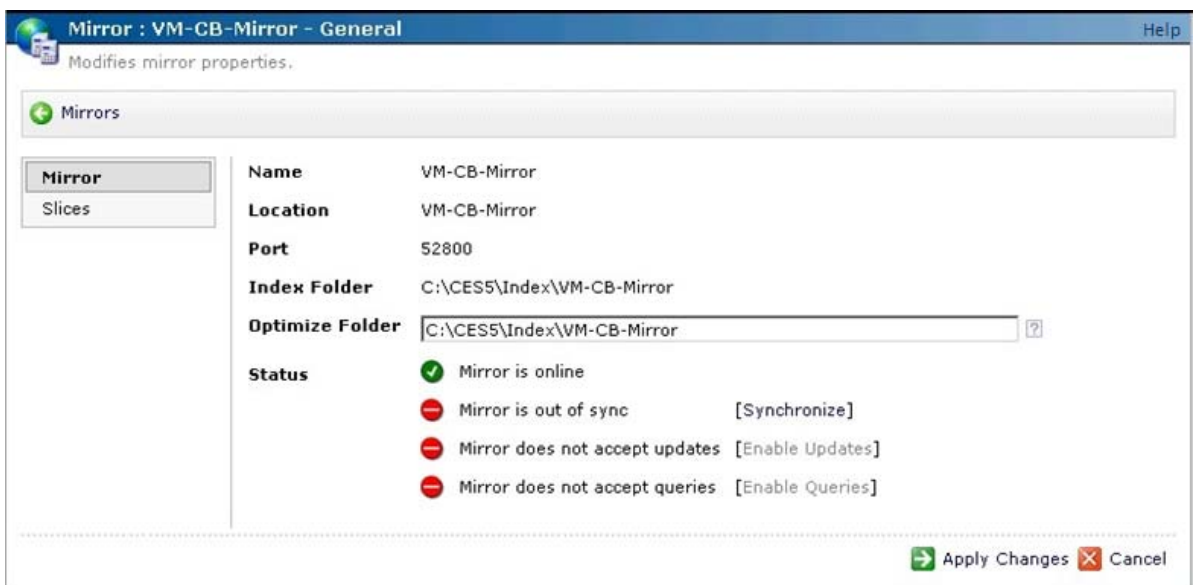 Mirror : VM-CB-Mirror - General
Help
Modifies mirror properties.
Mirrors
Mirror
Slices
Name VM-CB-Mirror
Location VM-CB-Mirror
Port 52800
Index Folder C:\CES5\Index\VM-CB-Mirror
Optimize Folder C:\CES5\Index\VM-CB-Mirror ?
Status Mirror is online
Mirror is out of sync [Synchronize]
Mirror does not accept updates [Enable Updates]
Mirror does not accept queries [Enable Queries]
Apply Changes Cancel